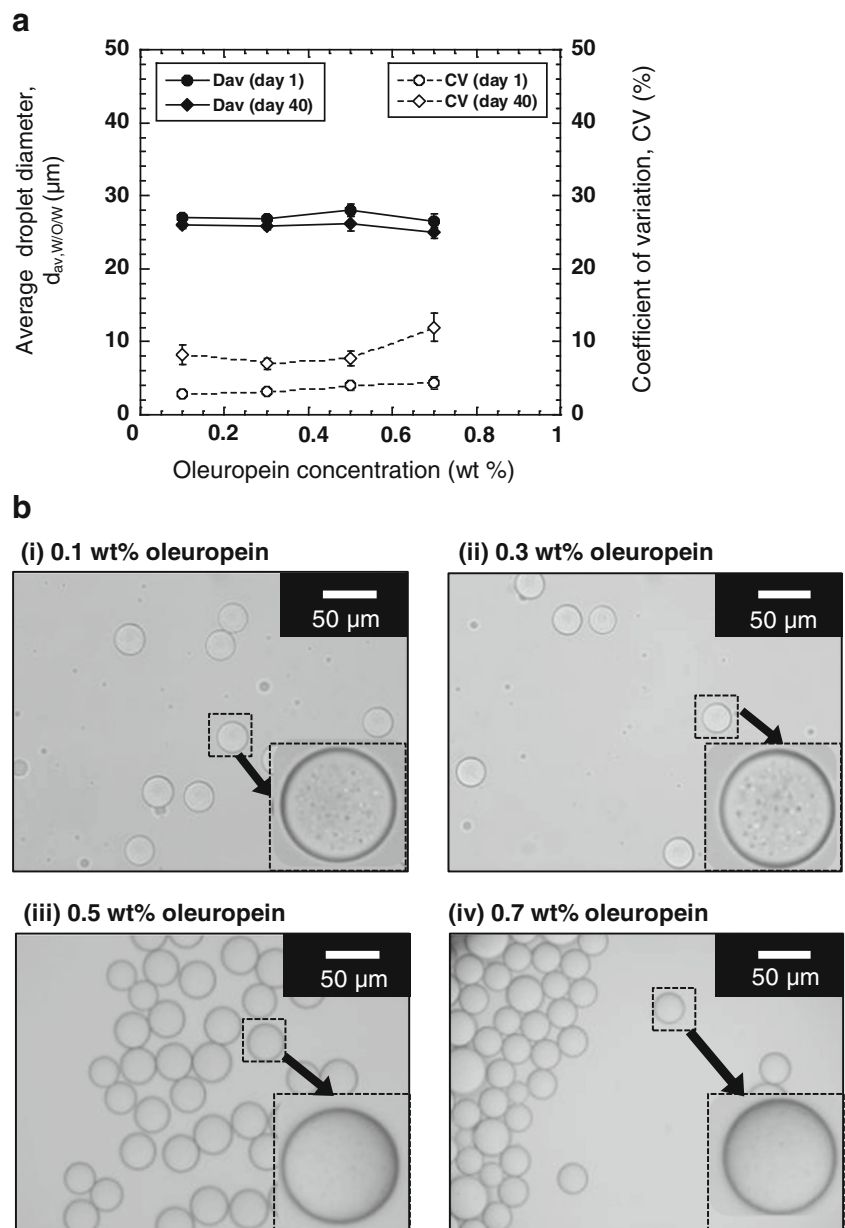 a
50
40
30
20
10
0
Average droplet diameter,
d_av,W/O/W (µm)
Dav (day 1)
Dav (day 40)
CV (day 1)
CV (day 40)
50
40
30
20
10
0
Coefficient of variation, CV (%)
0 0.2 0.4 0.6 0.8 1
Oleuropein concentration (wt %)
b
(i) 0.1 wt% oleuropein
50 µm
(ii) 0.3 wt% oleuropein
50 µm
(iii) 0.5 wt% oleuropein
50 µm
(iv) 0.7 wt% oleuropein
50 µm